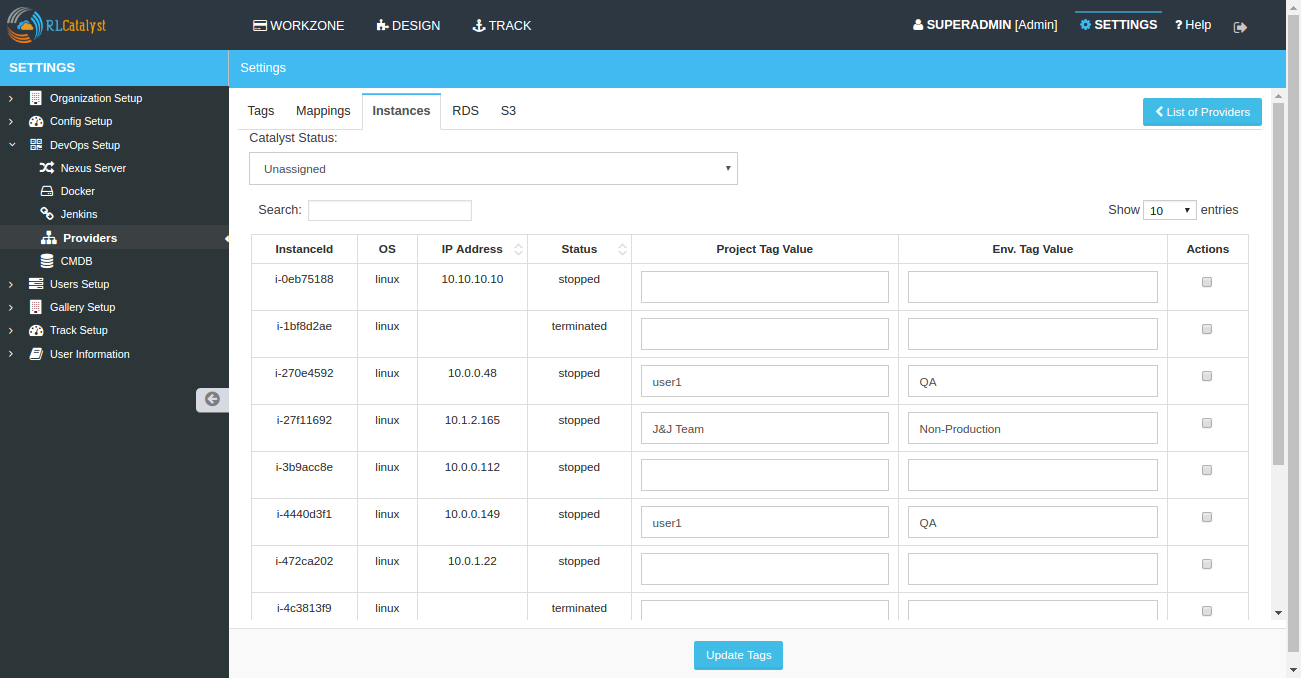 RLCatalyst
WORKZONE DESIGN TRACK
SUPERADMIN [Admin] SETTINGS ? Help
SETTINGS
Settings
Organization Setup
Config Setup
DevOps Setup
Nexus Server
Docker
Jenkins
Providers
CMDB
Users Setup
Gallery Setup
Track Setup
User Information
Tags Mappings Instances RDS S3
List of Providers
Catalyst Status:
Unassigned
Search:
Show 10 entries
InstanceId OS IP Address Status Project Tag Value Env. Tag Value Actions
i-0eb75188 linux 10.10.10.10 stopped
i-1bf8d2ae linux terminated
i-270e4592 linux 10.0.0.48 stopped user1 QA
i-27f11692 linux 10.1.2.165 stopped J&J Team Non-Production
i-3b9acc8e linux 10.0.0.112 stopped
i-4440d3f1 linux 10.0.0.149 stopped user1 QA
i-472ca202 linux 10.0.1.22 stopped
i-4c3813f9 linux terminated
Update Tags